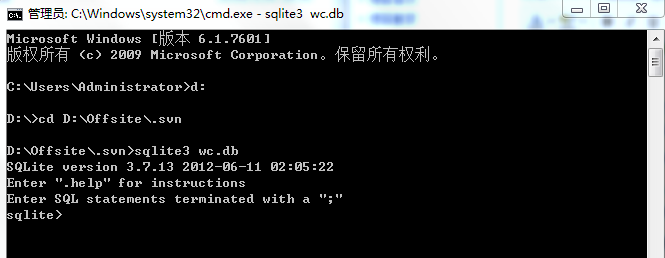 管理员: C:\Windows\system32\cmd.exe - sqlite3  wc.db
Microsoft Windows [版本 6.1.7601]
版权所有 (c) 2009 Microsoft Corporation。保留所有权利。
C:\Users\Administrator>d:
D:\>cd D:\Offsite\.svn
D:\Offsite\.svn>sqlite3 wc.db
SQLite version 3.7.13 2012-06-11 02:05:22
Enter ".help" for instructions
Enter SQL statements terminated with a ";"
sqlite>